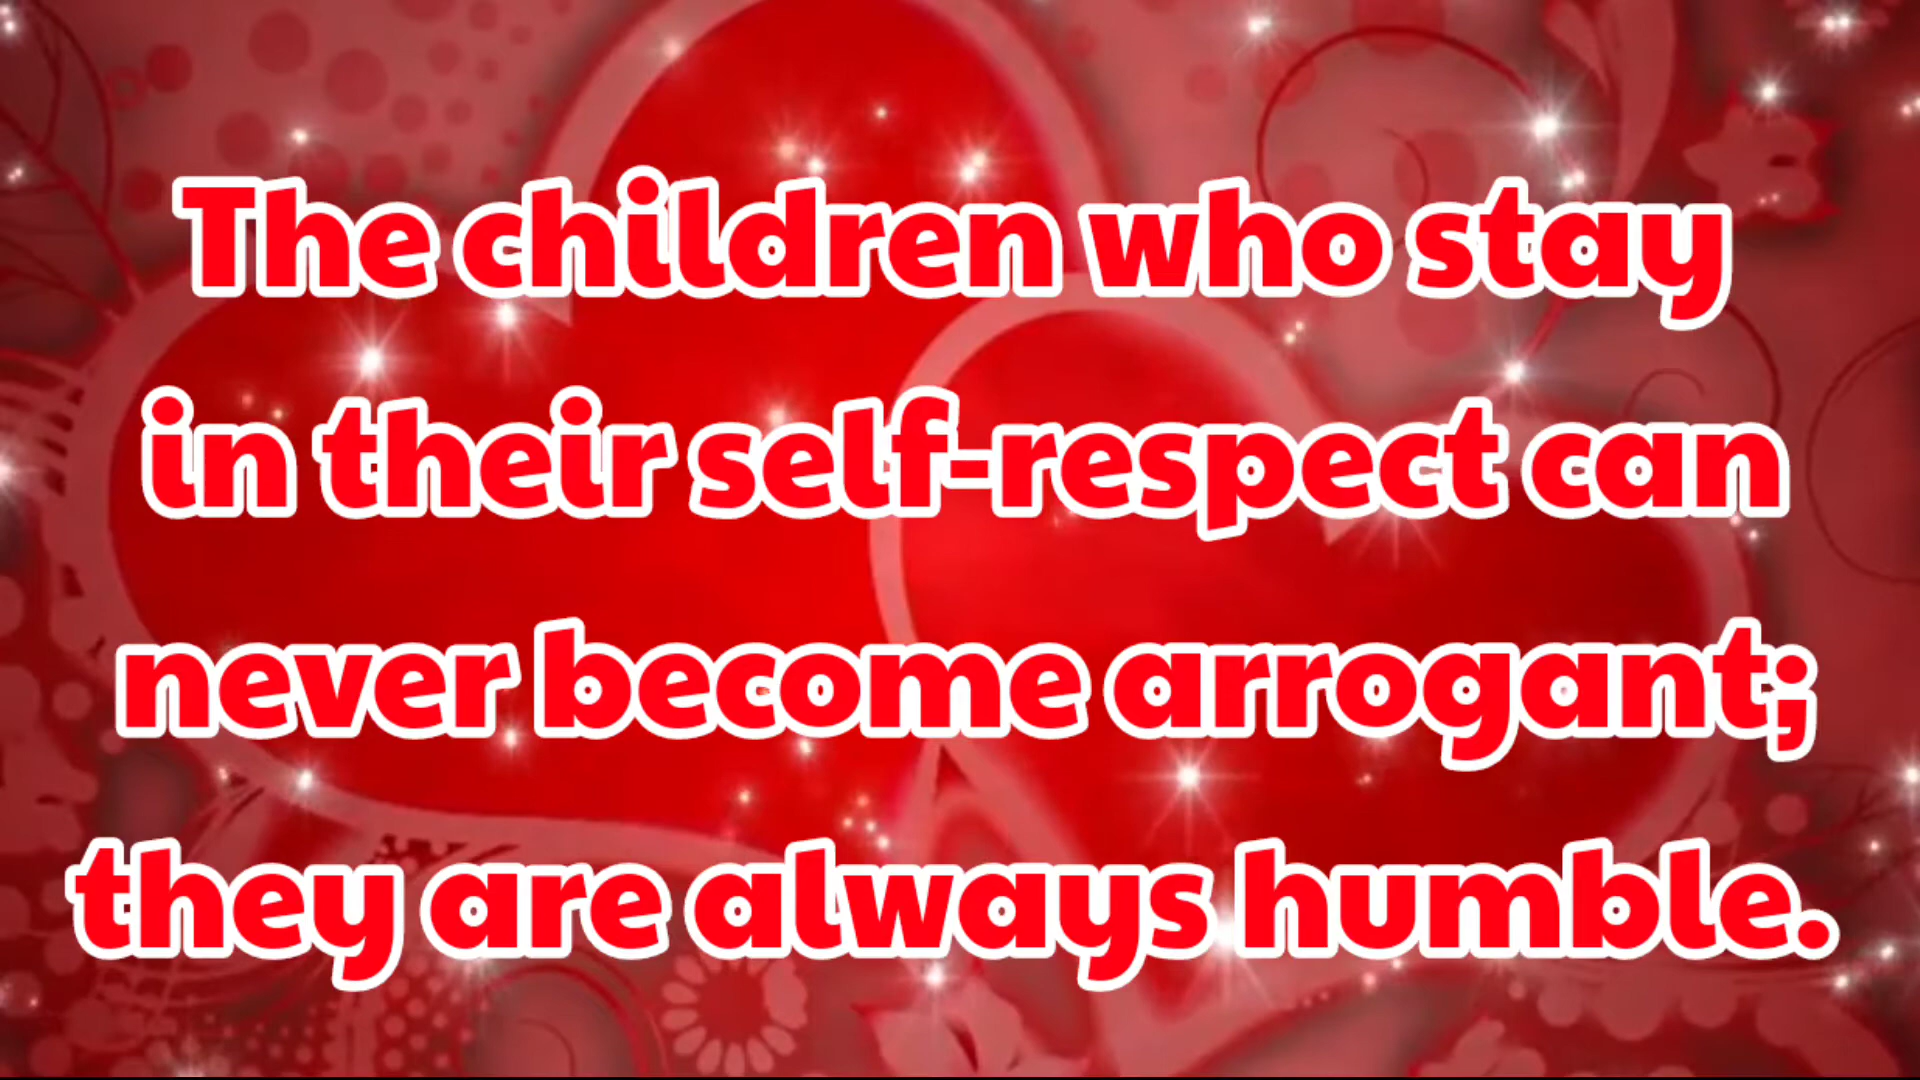 The children who stay
in their self-respect can
never become arrogant;
they are always humble.